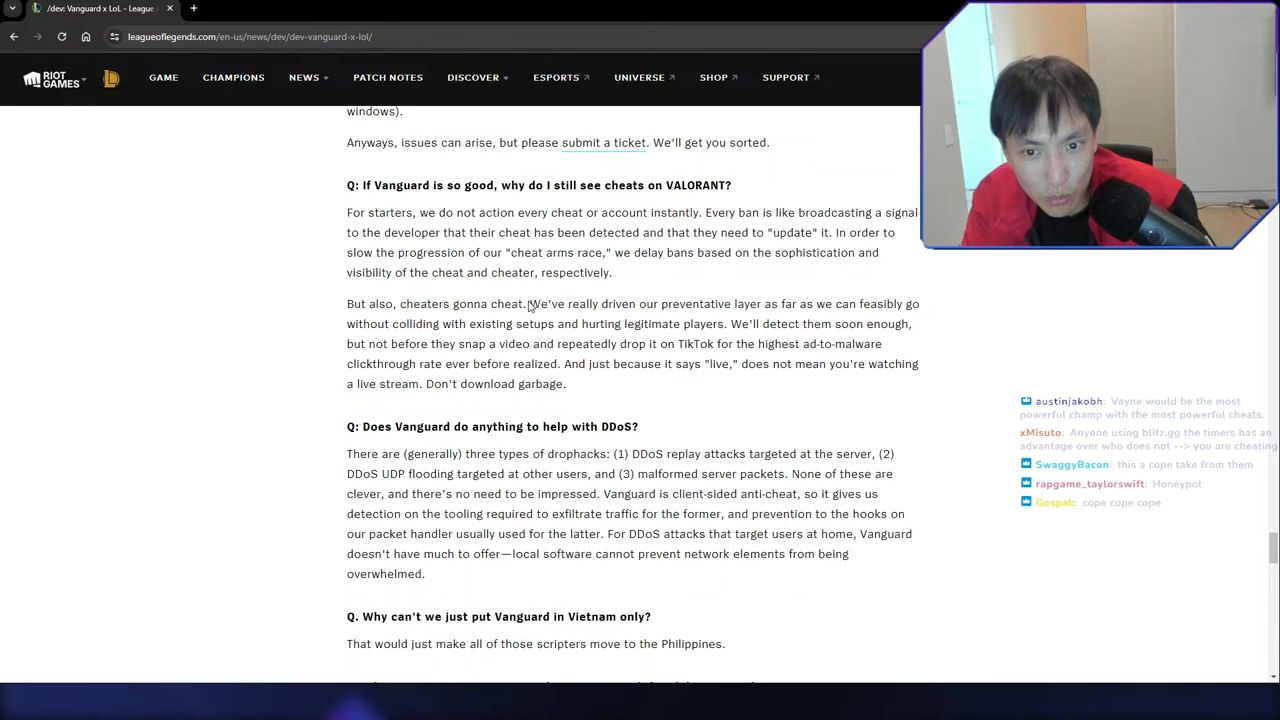 /dev: Vanguard x LoL - League
leagueoflegends.com/en-us/news/dev/dev-vanguard-x-lol/
RIOT GAMES
GAME CHAMPIONS NEWS PATCH NOTES DISCOVER ESPORTS UNIVERSE SHOP SUPPORT
windows).
Anyways, issues can arise, but please submit a ticket. We'll get you sorted.
Q: If Vanguard is so good, why do I still see cheats on VALORANT?
For starters, we do not action every cheat or account instantly. Every ban is like broadcasting a signal
to the developer that their cheat has been detected and that they need to "update" it. In order to
slow the progression of our "cheat arms race," we delay bans based on the sophistication and
visibility of the cheat and cheater, respectively.
But also, cheaters gonna cheat. We've really driven our preventative layer as far as we can feasibly go
without colliding with existing setups and hurting legitimate players. We'll detect them soon enough,
but not before they snap a video and repeatedly drop it on TikTok for the highest ad-to-malware
clickthrough rate ever before realized. And just because it says "live," does not mean you're watching
a live stream. Don't download garbage.
Q: Does Vanguard do anything to help with DDoS?
There are (generally) three types of drophacks: (1) DDoS replay attacks targeted at the server, (2)
DDoS UDP flooding targeted at other users, and (3) malformed server packets. None of these are
clever, and there's no need to be impressed. Vanguard is client-sided anti-cheat, so it gives us
detection on the tooling required to exfiltrate traffic for the former, and prevention to the hooks on
our packet handler usually used for the latter. For DDoS attacks that target users at home, Vanguard
doesn't have much to offer—local software cannot prevent network elements from being
overwhelmed.
Q. Why can't we just put Vanguard in Vietnam only?
That would just make all of those scripters move to the Philippines.
austinjakobh: Vayne would be the most
powerful champ with the most powerful cheats.
xMisuto: Anyone using blitz.gg the timers has an
advantage over who does not --> you are cheating
SwaggyBacon: this a cope take from them
rapgame_taylorswift: Honeypot
Gospak: cope cope cope